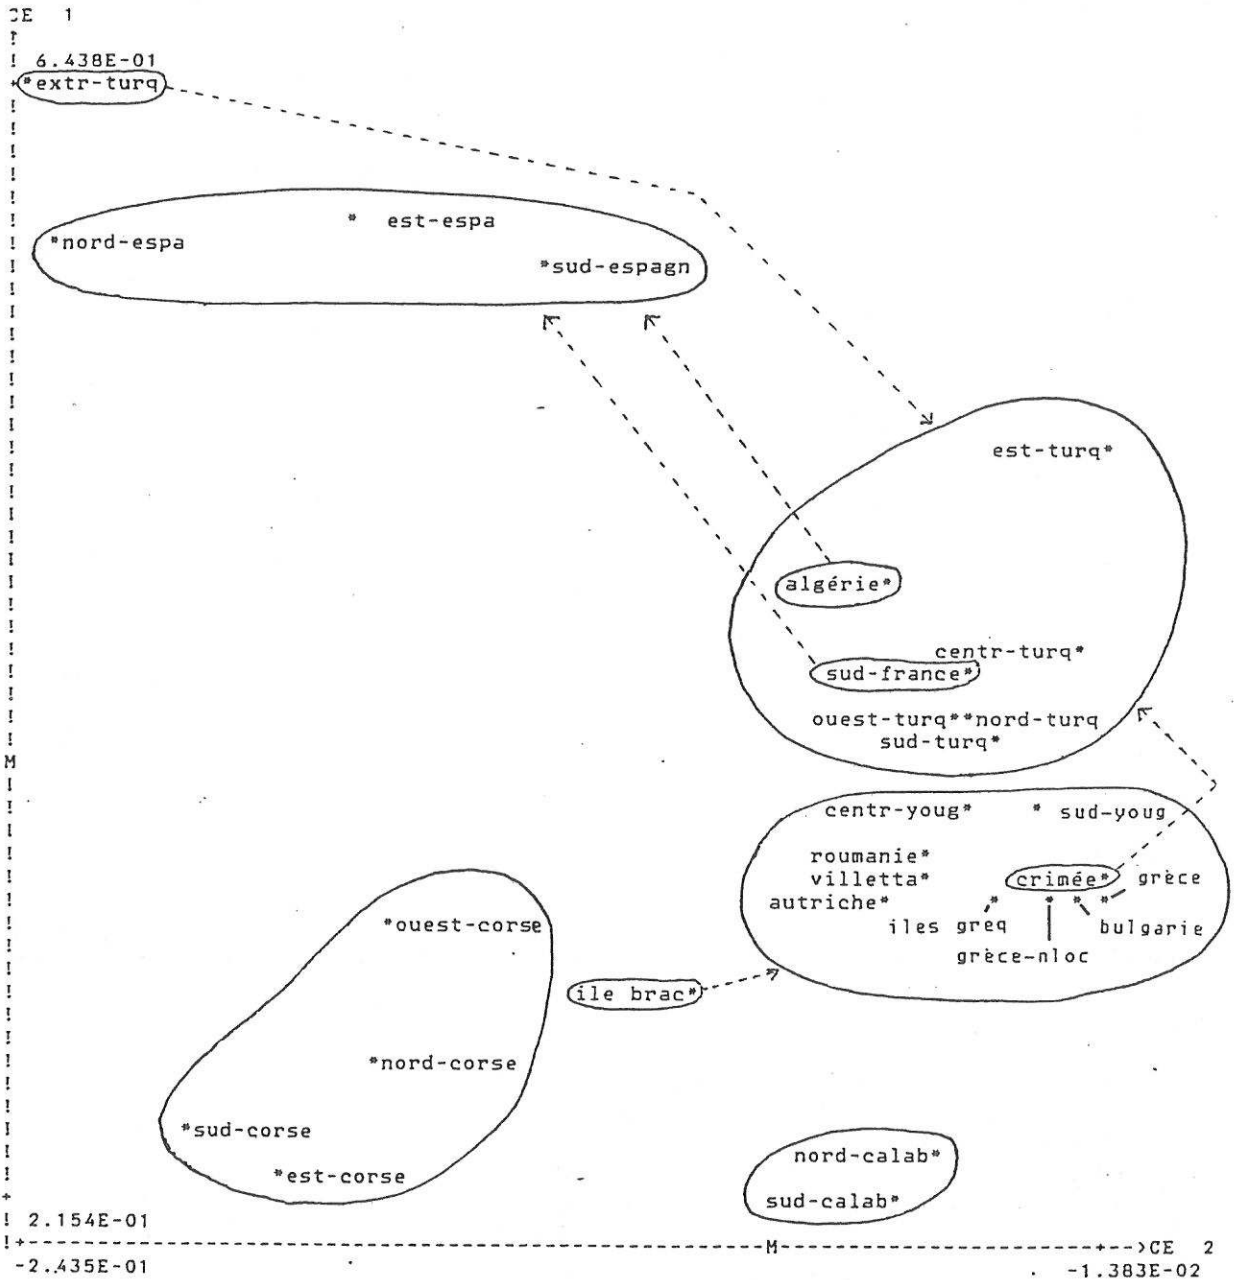 CE 1
6.438E-01
*extr-turq
* est-espa
*nord-espa
*sud-espagn
est-turq*
algérie*
centr-turq*
sud-france*
ouest-turq**nord-turq
sud-turq*
M
centr-youg* * sud-youg
roumanie*
villetta* crimée* grèce
autriche* * * * *
iles greq bulgarie
grèce-nloc
*ouest-corse
ile brac*
*nord-corse
*sud-corse
nord-calab*
*est-corse
sud-calab*
2.154E-01
M >CE 2
-2.435E-01 -1.383E-02